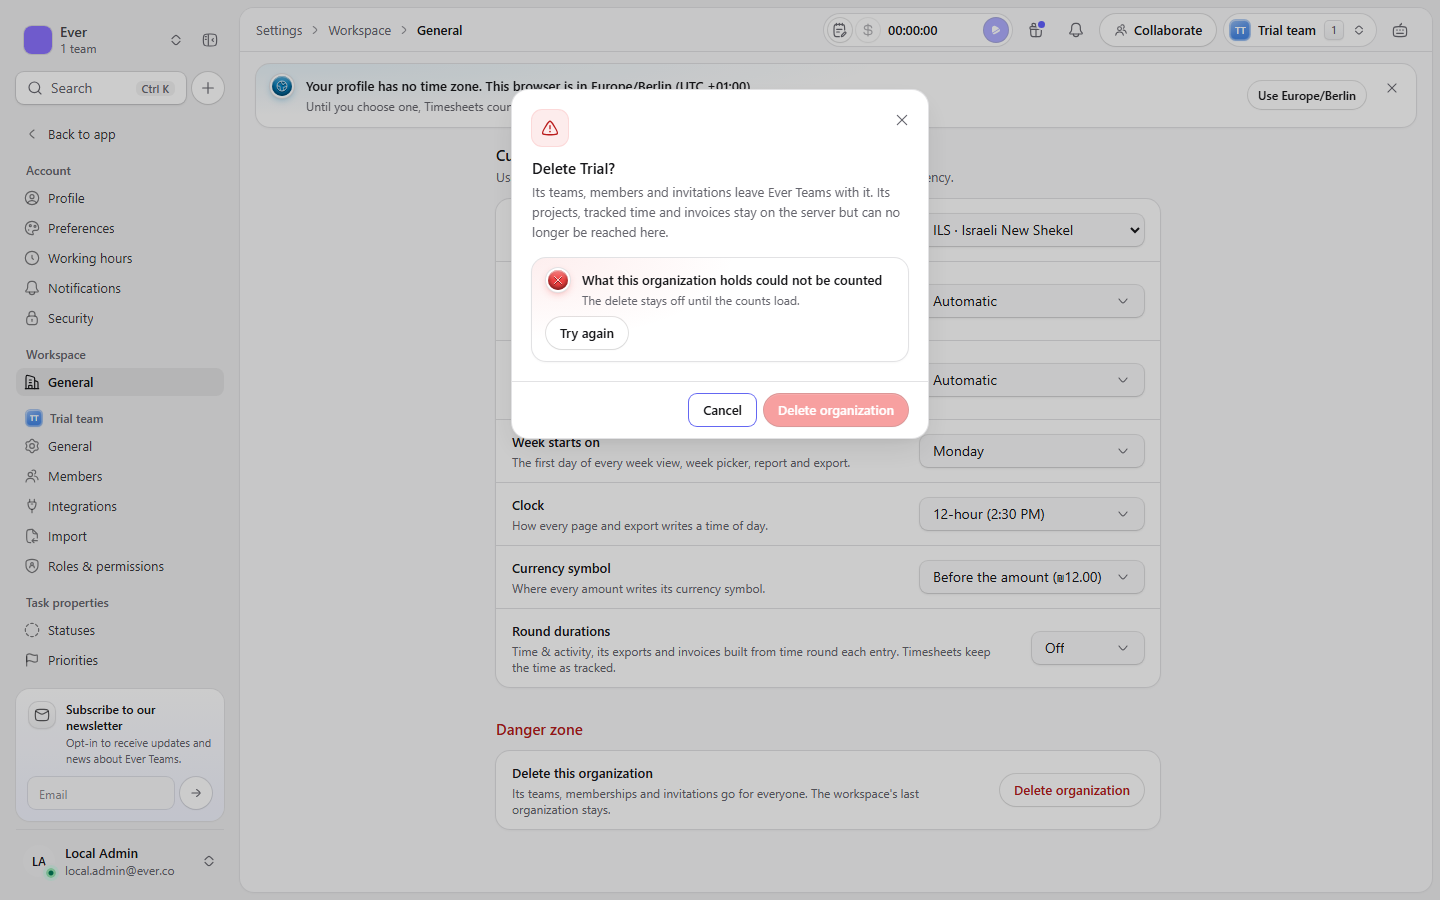 Ever
1 team
Search
Ctrl K
Back to app
Account
Profile
Preferences
Working hours
Notifications
Security
Workspace
General
TT
Trial team
General
Members
Integrations
Import
Roles & permissions
Task properties
Statuses
Priorities
Subscribe to our
newsletter
Opt-in to receive updates and
news about Ever Teams.
Email
LA
Local Admin
local.admin@ever.co
Settings
Workspace
General
00:00:00
Collaborate
TT
Trial team
1
Your profile has no time zone. This browser is in Europe/Berlin (UTC +01:00)
Until you choose one, Timesheets
Use Europe/Berlin
Delete Trial?
Its teams, members and invitations leave Ever Teams with it. Its
projects, tracked time and invoices stay on the server but can no
longer be reached here.
What this organization holds could not be counted
The delete stays off until the counts load.
Try again
Cancel
Delete organization
ILS · Israeli New Shekel
Automatic
Automatic
Week starts on
The first day of every week view, week picker, report and export.
Monday
Clock
How every page and export writes a time of day.
12-hour (2:30 PM)
Currency symbol
Where every amount writes its currency symbol.
Before the amount (₪12.00)
Round durations
Time & activity, its exports and invoices built from time round each entry. Timesheets keep
the time as tracked.
Off
Danger zone
Delete this organization
Its teams, memberships and invitations go for everyone. The workspace's last
organization stays.
Delete organization